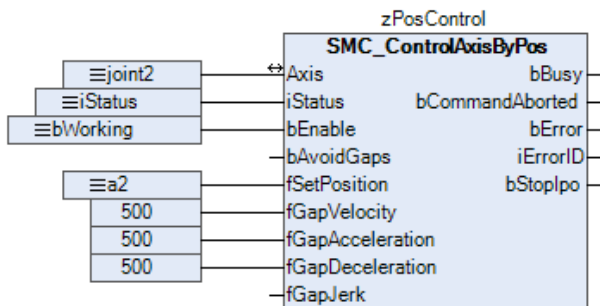 zPosControl
SMC_ControlAxisByPos
≡joint2 Axis bBusy
≡iStatus iStatus bCommandAborted
≡bWorking bEnable bError
bAvoidGaps iErrorID
≡a2 fSetPosition bStopIpo
500 fGapVelocity
500 fGapAcceleration
500 fGapDeceleration
fGapJerk